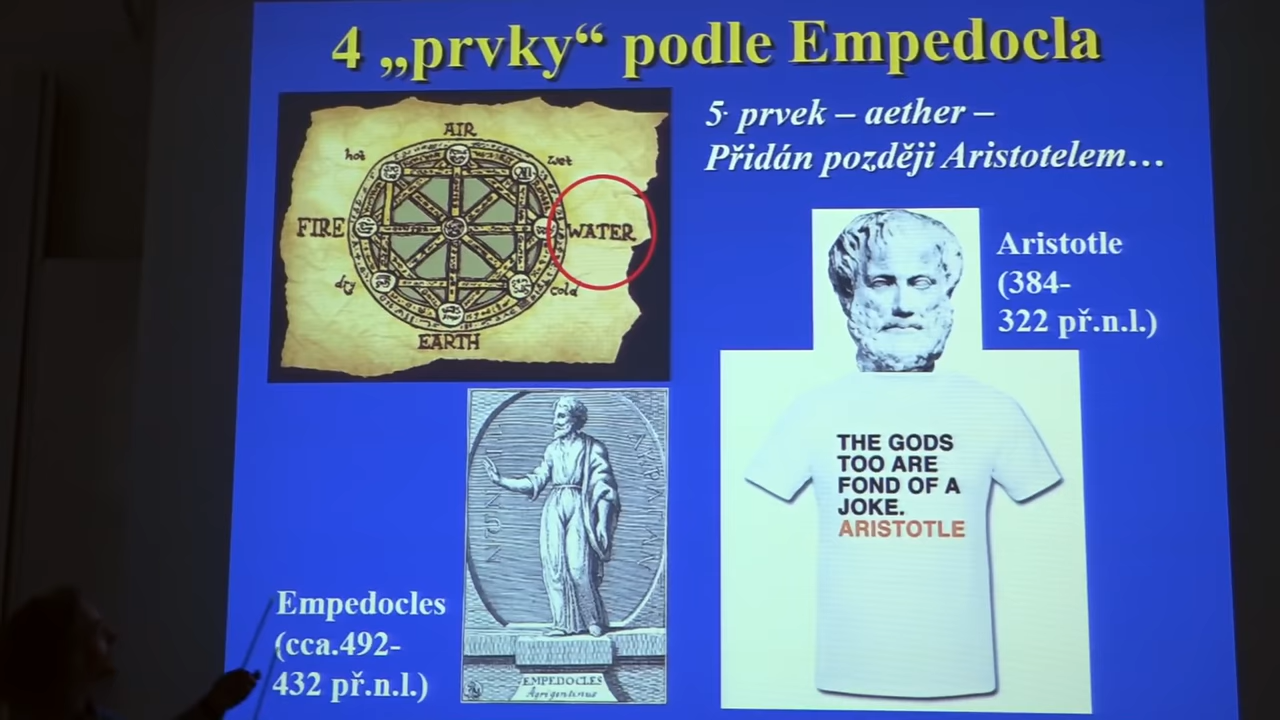 4 „prvky“ podle Empedocla
5. prvek – aether –
Přidán později Aristotelem…
AIR
hot
wet
FIRE
WATER
dry
cold
EARTH
Aristotle
(384-
322 př.n.l.)
THE GODS
TOO ARE
FOND OF A
JOKE.
ARISTOTLE
Empedocles
(cca.492-
432 př.n.l.)
EMPEDOCLES
Agrigentinus